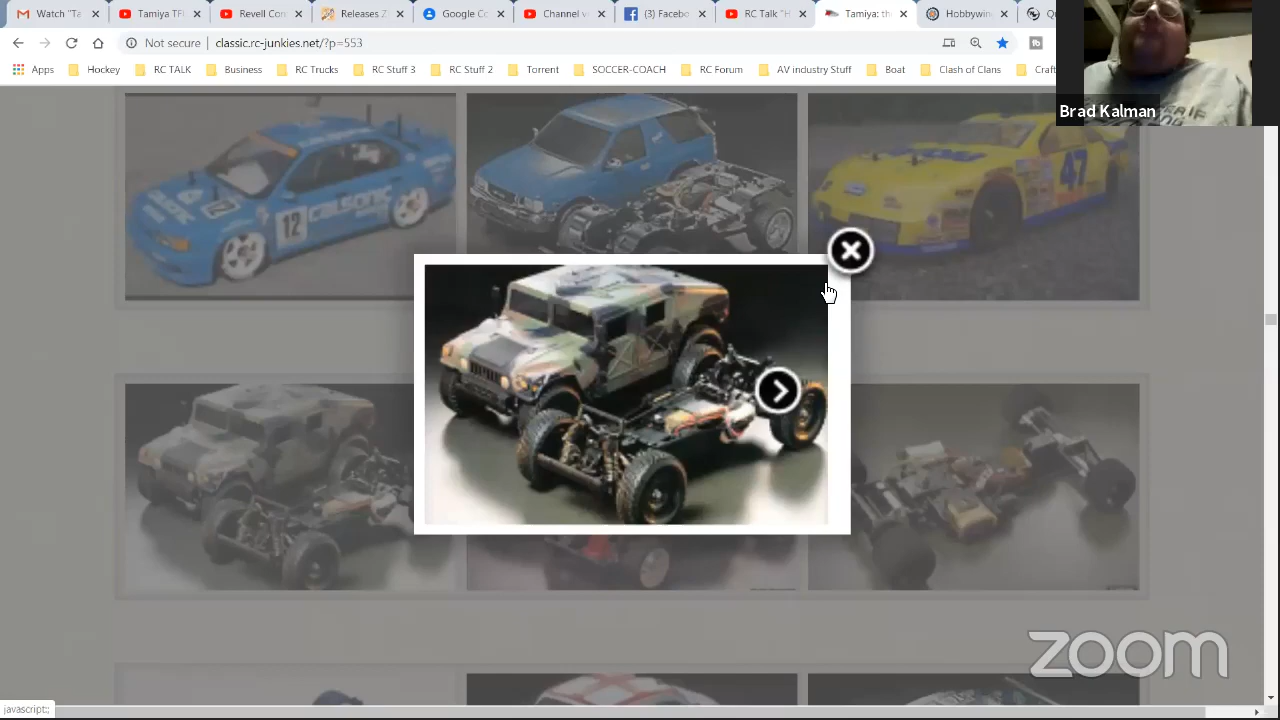 Watch "Ta
Tamiya TF
Revell Con
Releases Z
Google Co
Channel v
(3) Facebo
RC Talk "H
Tamiya: th
Hobbywin
Not secure
classic.rc-junkies.net/?n=553
Apps
Hockey
RC TALK
Business
RC Trucks
RC Stuff
RC Stuff 2
Torrent
SOCCER-COACH
RC Forum
AV Industry Stuff
Boat
Clash of Clans
Craft
Brad Kalman
12
47
zoom
javascript:;